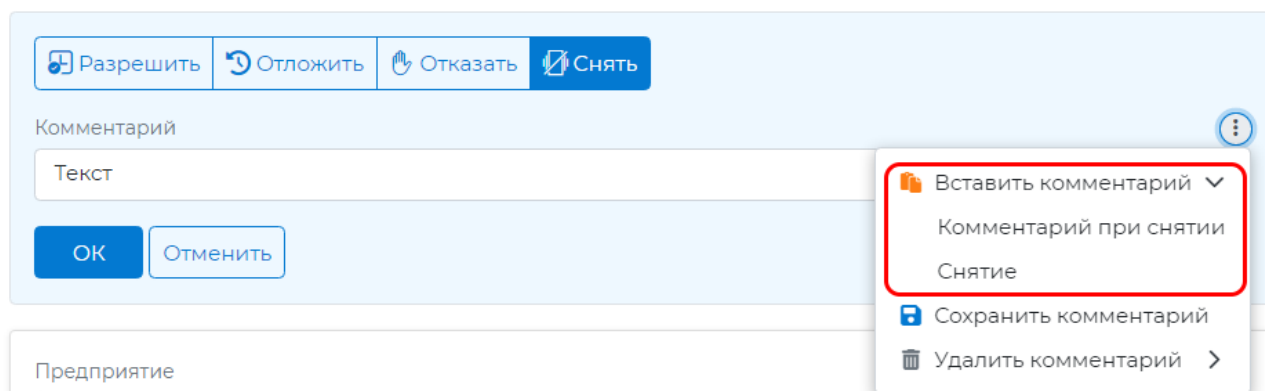 Разрешить Отложить Отказать Снять
Комментарий
Текст
Вставить комментарий
Комментарий при снятии
Снятие
Сохранить комментарий
Удалить комментарий
ОК Отменить
Предприятие